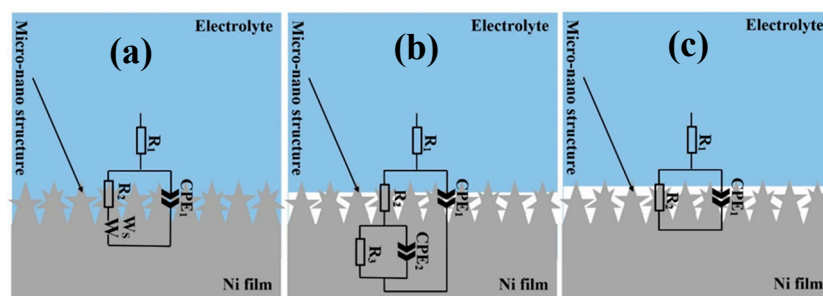 (a)
Electrolyte
Micro-nano structure
R1
R2
CPE1
Ws
Ni film
(b)
Electrolyte
Micro-nano structure
R1
R2
CPE1
R3
CPE2
Ni film
(c)
Electrolyte
Micro-nano structure
R1
R2
CPE1
Ni film